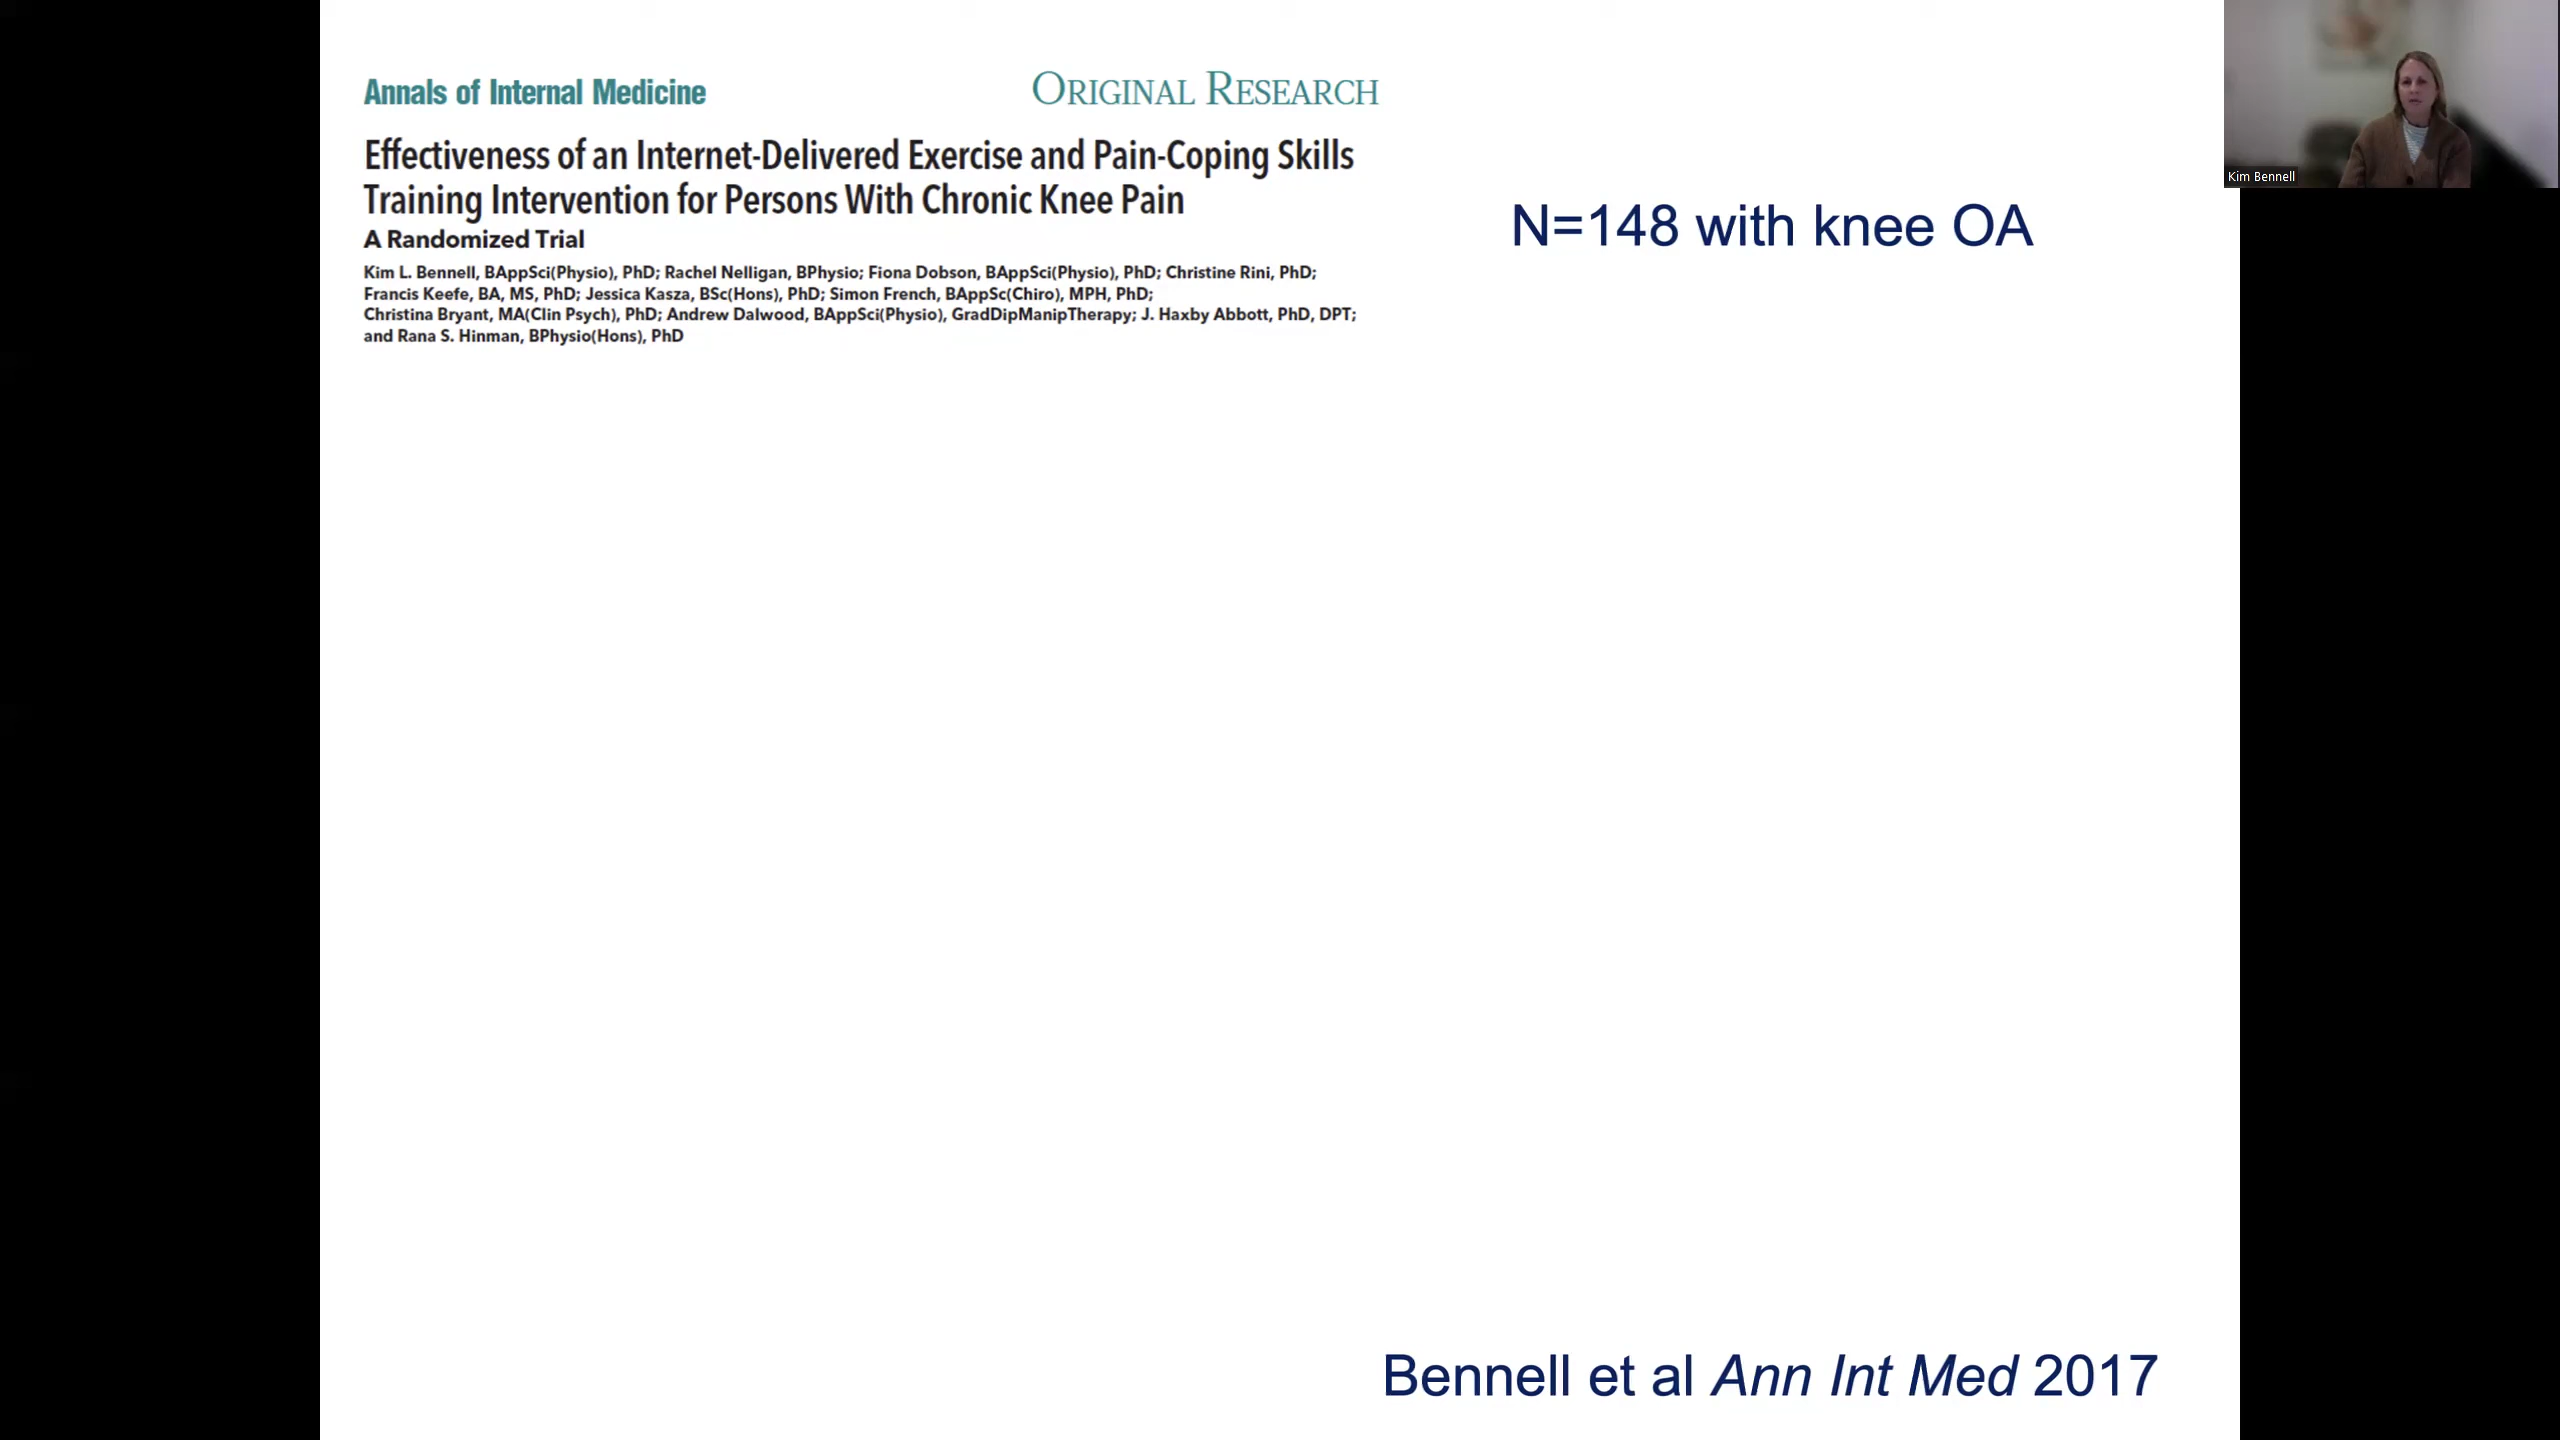 Annals of Internal Medicine
ORIGINAL RESEARCH
Effectiveness of an Internet-Delivered Exercise and Pain-Coping Skills
Training Intervention for Persons With Chronic Knee Pain
A Randomized Trial
Kim L. Bennell, BAppSci(Physio), PhD; Rachel Nelligan, BPhysio; Fiona Dobson, BAppSci(Physio), PhD; Christine Rini, PhD;
Francis Keefe, BA, MS, PhD; Jessica Kasza, BSc(Hons), PhD; Simon French, BAppSc(Chiro), MPH, PhD;
Christina Bryant, MA(Clin Psych), PhD; Andrew Dalwood, BAppSci(Physio), GradDipManipTherapy; J. Haxby Abbott, PhD, DPT;
and Rana S. Hinman, BPhysio(Hons), PhD
N=148 with knee OA
Kim Bennell
Bennell et al Ann Int Med 2017